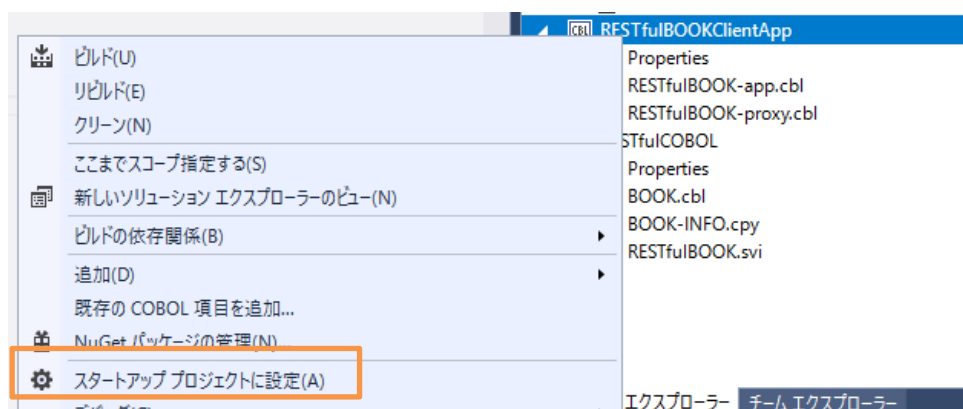 ビルド(U)
リビルド(E)
クリーン(N)
ここまでスコープ指定する(S)
新しいソリューション エクスプローラーのビュー(N)
ビルドの依存関係(B)
追加(D)
既存の COBOL 項目を追加...
NuGet パッケージの管理(N)...
スタートアップ プロジェクトに設定(A)
CBL RESTfulBOOKClientApp
Properties
RESTfulBOOK-app.cbl
RESTfulBOOK-proxy.cbl
STfulCOBOL
Properties
BOOK.cbl
BOOK-INFO.cpy
RESTfulBOOK.svi
エクスプローラー チーム エクスプローラー